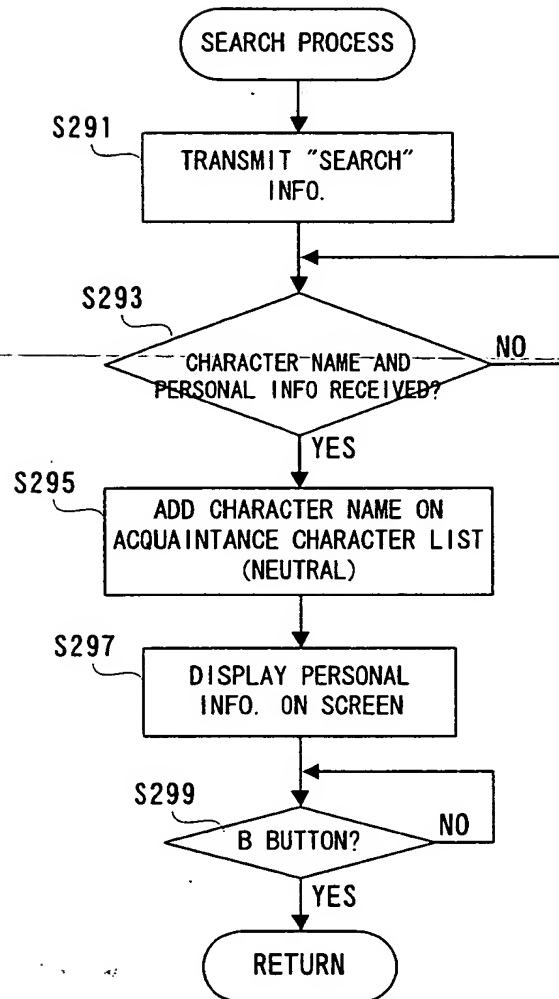 SEARCH PROCESS
S291
TRANSMIT "SEARCH"
INFO.
S293
CHARACTER NAME AND
PERSONAL INFO RECEIVED?
NO
YES
S295
ADD CHARACTER NAME ON
ACQUAINTANCE CHARACTER LIST
(NEUTRAL)
S297
DISPLAY PERSONAL
INFO. ON SCREEN
S299
B BUTTON?
NO
YES
RETURN